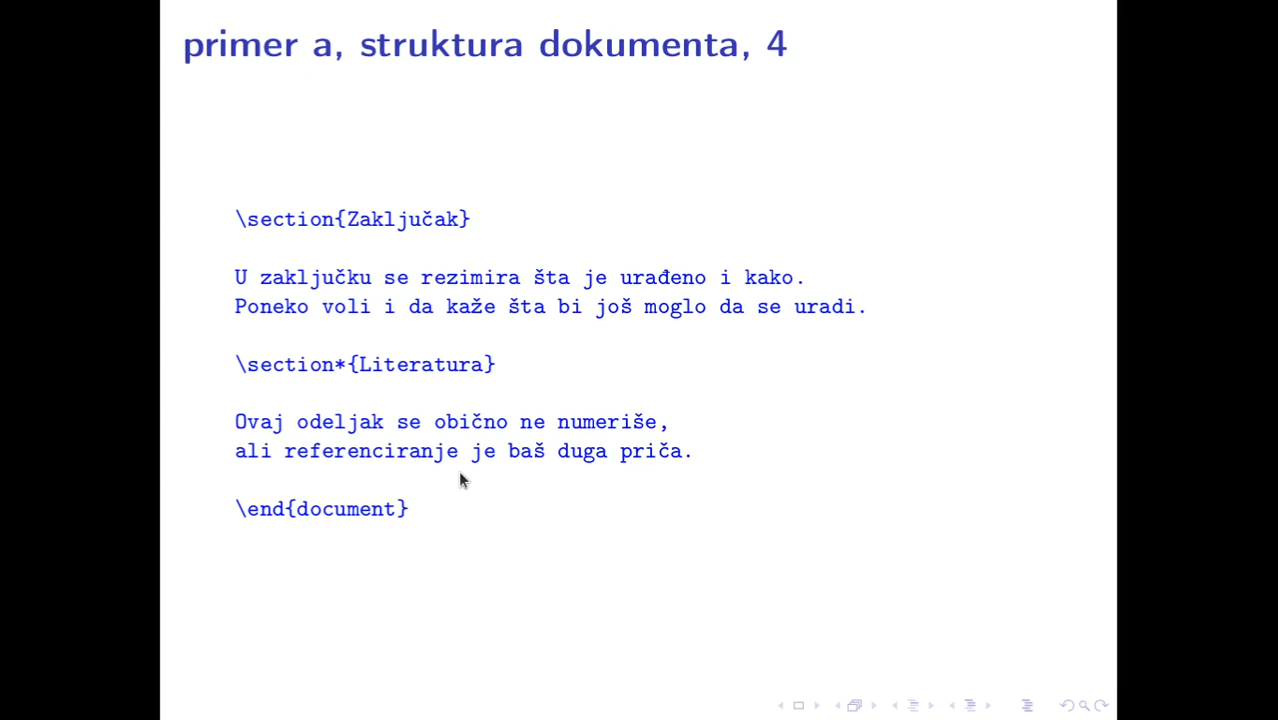 primer a, struktura dokumenta, 4
\section{Zaključak}
U zaključku se rezimira šta je urađeno i kako.
Poneko voli i da kaže šta bi još moglo da se uradi.
\section*{Literatura}
Ovaj odeljak se obično ne numeriše,
ali referenciranje je baš duga priča.
\end{document}